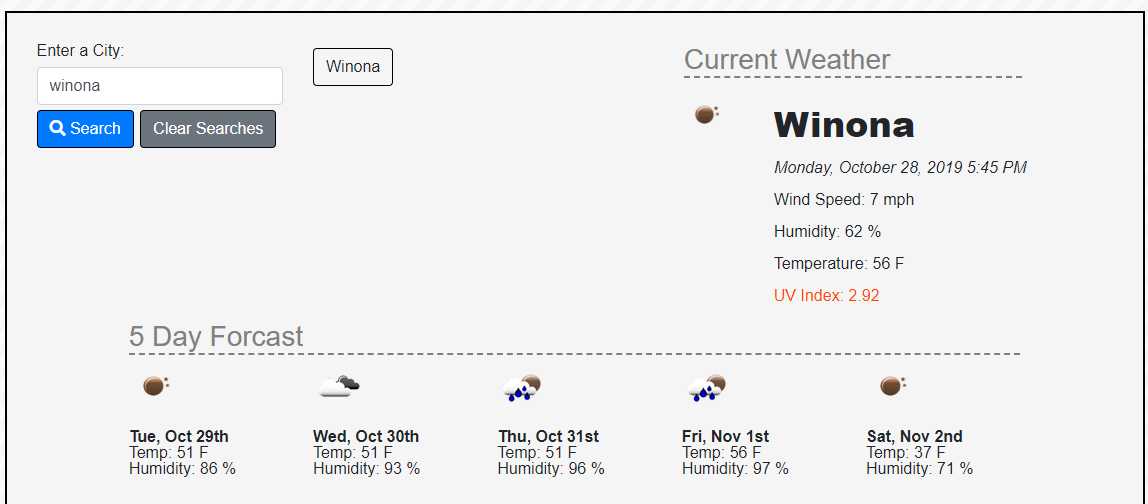 Enter a City:
winona
Search
Clear Searches
Winona
Current Weather
Winona
Monday, October 28, 2019 5:45 PM
Wind Speed: 7 mph
Humidity: 62 %
Temperature: 56 F
UV Index: 2.92
5 Day Forcast
Tue, Oct 29th
Temp: 51 F
Humidity: 86 %
Wed, Oct 30th
Temp: 51 F
Humidity: 93 %
Thu, Oct 31st
Temp: 51 F
Humidity: 96 %
Fri, Nov 1st
Temp: 56 F
Humidity: 97 %
Sat, Nov 2nd
Temp: 37 F
Humidity: 71 %